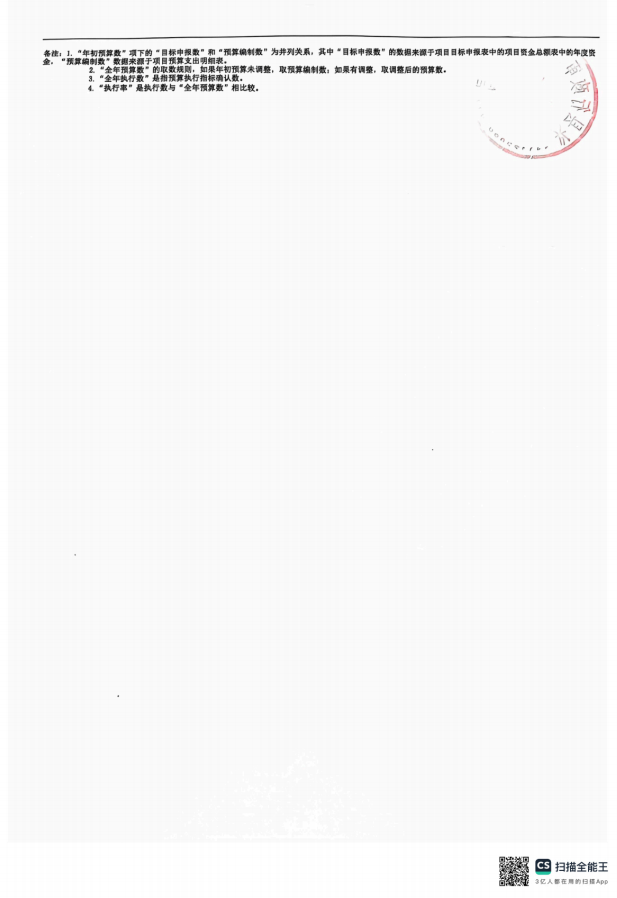 备注：1. “年初预算数”项下的“目标申报数”和“预算编制数”为并列关系，其中“目标申报数”的数据来源于项目目标申报表中的项目资金总额表中的年度资
金，“预算编制数”数据来源于项目预算支出明细表。
2. “全年预算数”的取数规则，如果年初预算未调整，取预算编制数；如果有调整，取调整后的预算数。
3. “全年执行数”是指预算执行指标确认数。
4. “执行率”是执行数与“全年预算数”相比较。
CS 扫描全能王
3亿人都在用的扫描App